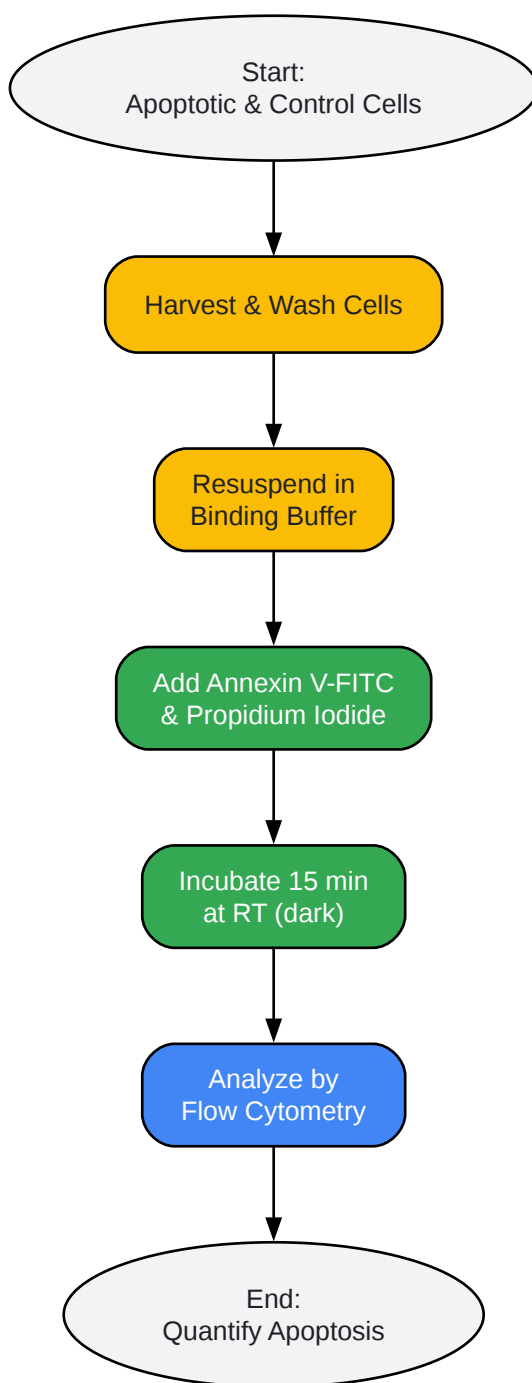 Start:
Apoptotic & Control Cells
Harvest & Wash Cells
Resuspend in
Binding Buffer
Add Annexin V-FITC
& Propidium Iodide
Incubate 15 min
at RT (dark)
Analyze by
Flow Cytometry
End:
Quantify Apoptosis